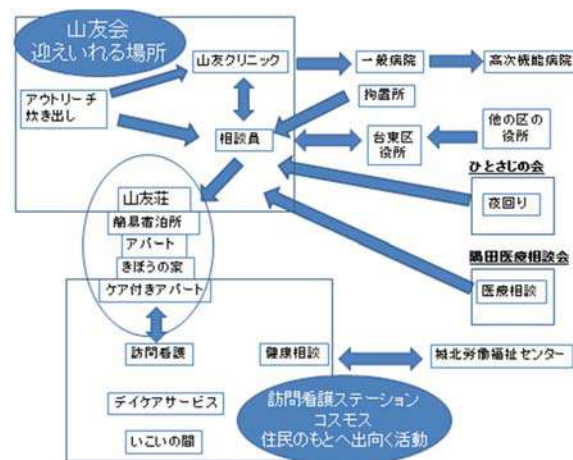 山友会
迎えいれる場所
山友クリニック
一般病院
高次機能病院
アウトリーチ
炊き出し
拘置所
相談員
台東区
役所
他の区の
役所
ひとさじの会
夜回り
山友荘
簡易宿泊所
アパート
きぼうの家
ケア付きアパート
隅田医療相談会
医療相談
訪問看護
健康相談
城北労働福祉センター
デイケアサービス
いこいの間
訪問看護ステーション
コスモス
住民のもとへ出向く活動